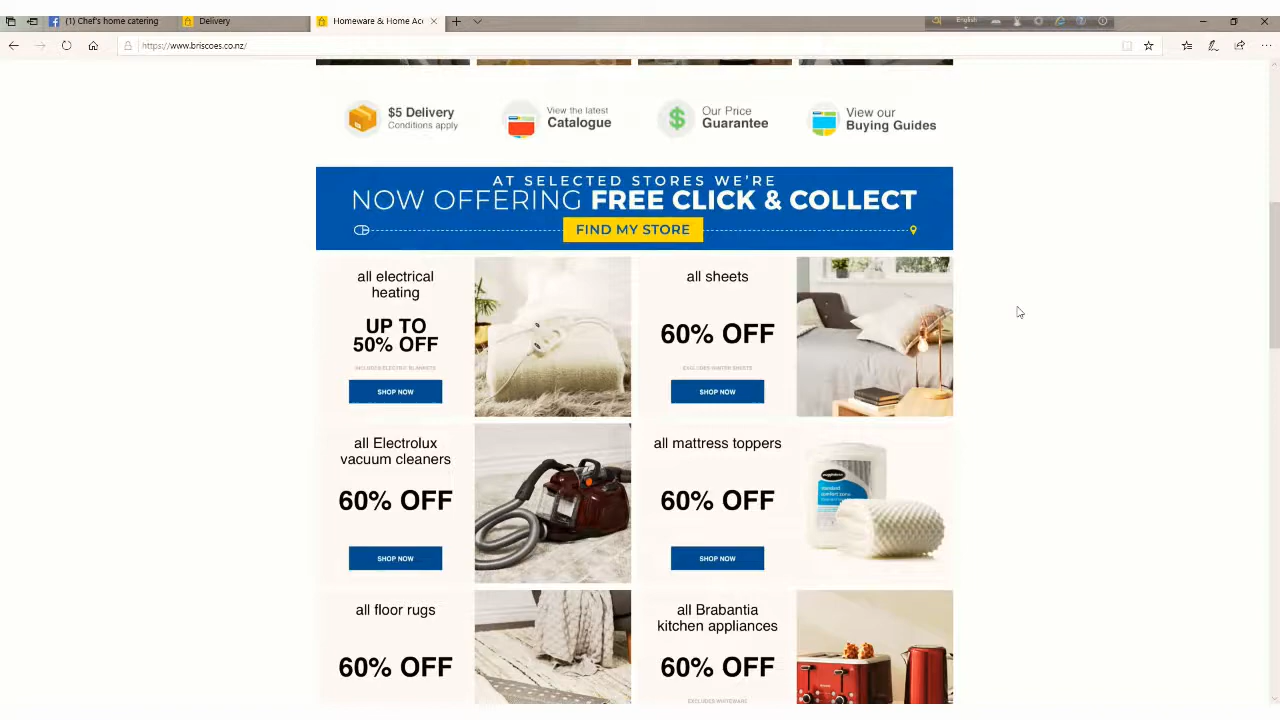 (1) Chef's home catering
Delivery
Homeware & Home Acc
English
https://www.briscoes.co.nz/
$5 Delivery
Conditions apply
View the latest
Catalogue
Our Price
Guarantee
View our
Buying Guides
AT SELECTED STORES WE'RE
NOW OFFERING FREE CLICK & COLLECT
FIND MY STORE
all electrical
heating
UP TO
50% OFF
INCLUDES ELECTRIC BLANKETS
SHOP NOW
all sheets
60% OFF
EXCLUDES WINTER SHEETS
SHOP NOW
all Electrolux
vacuum cleaners
60% OFF
SHOP NOW
all mattress toppers
60% OFF
SHOP NOW
all floor rugs
60% OFF
all Brabantia
kitchen appliances
60% OFF
EXCLUDES WHITEWARE